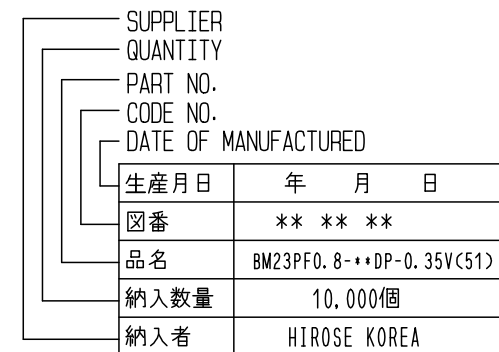 SUPPLIER
QUANTITY
PART NO.
CODE NO.
DATE OF MANUFACTURED
生産月日 年 月 日
図番 ** ** **
品名 BM23PF0.8-**DP-0.35V(51)
納入数量 10,000個
納入者 HIROSE KOREA